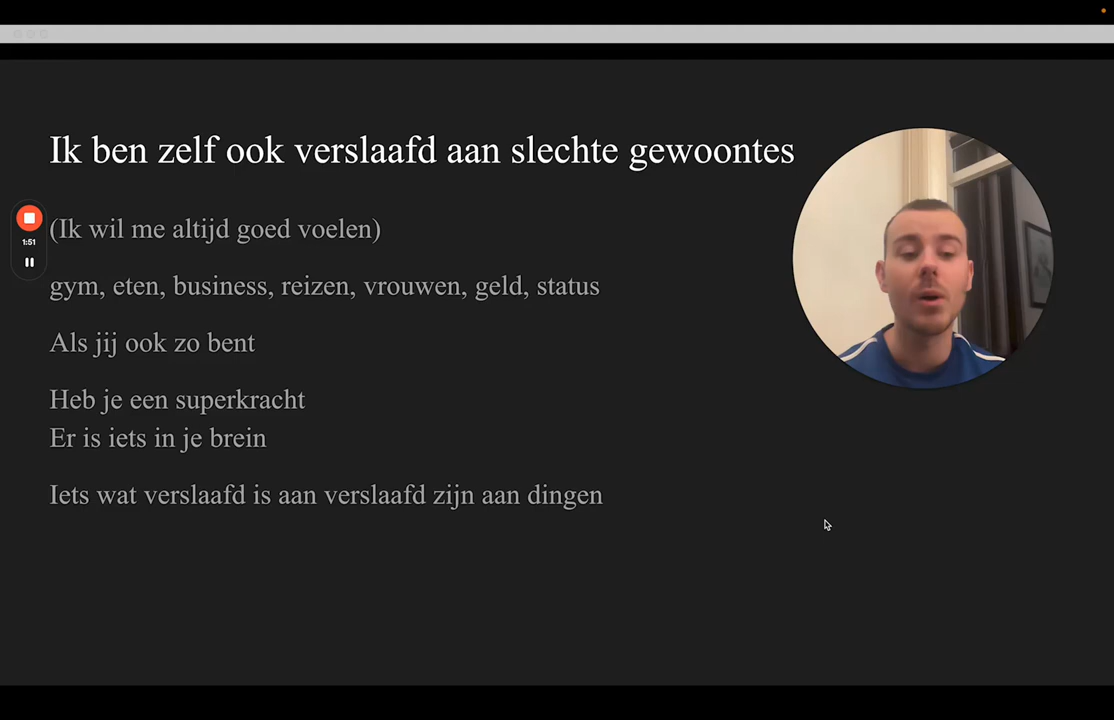 Ik ben zelf ook verslaafd aan slechte gewoontes
(Ik wil me altijd goed voelen)
1:51
gym, eten, business, reizen, vrouwen, geld, status
Als jij ook zo bent
Heb je een superkracht
Er is iets in je brein
Iets wat verslaafd is aan verslaafd zijn aan dingen